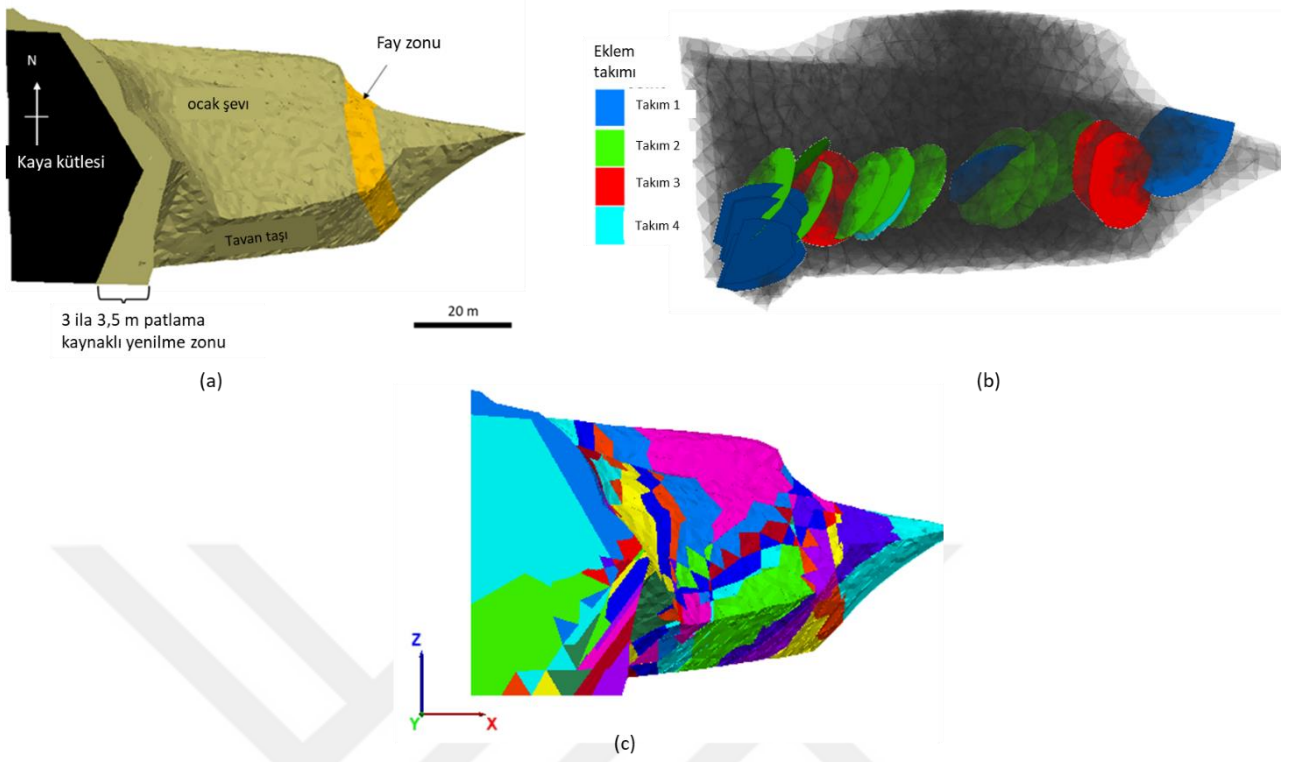 Fay zonu
N
ocak şevı
Kaya kütlesi
Tavan taşı
3 ila 3,5 m patlama
kaynaklı yenilme zonu
20 m
(a)
Eklem
takımı
Takım 1
Takım 2
Takım 3
Takım 4
(b)
Z
Y
X
(c)